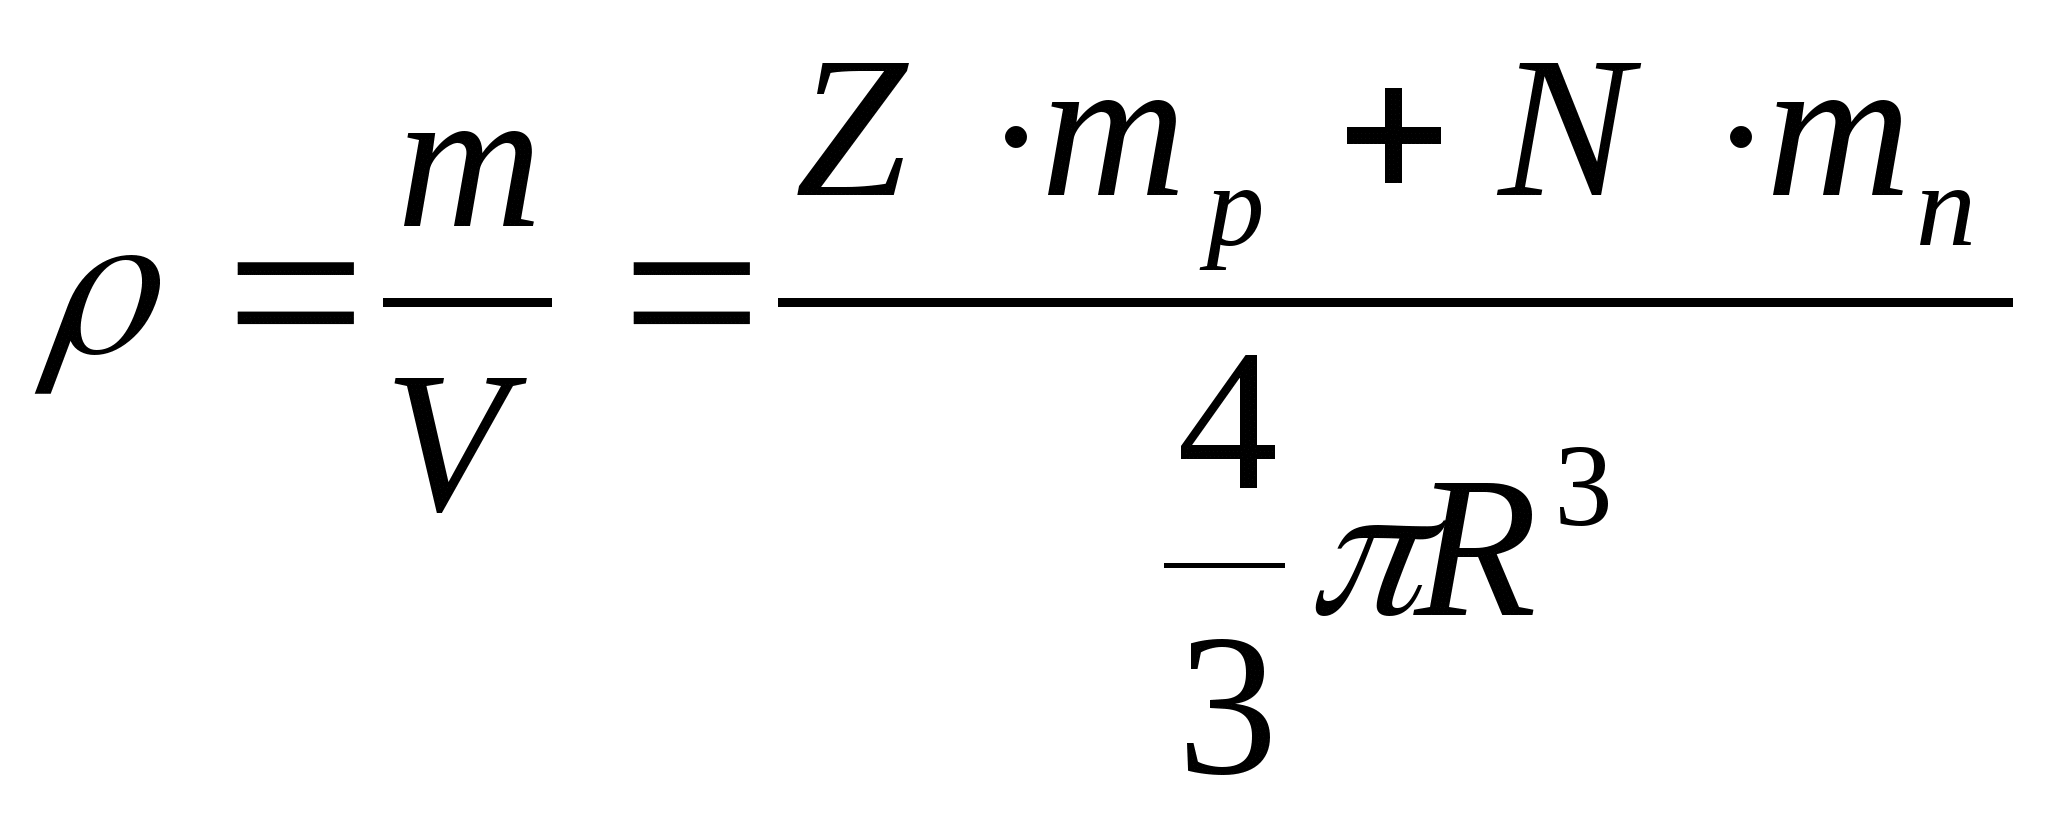 ρ = m/V = (Z · m_p + N · m_n) / (4/3 πR³)